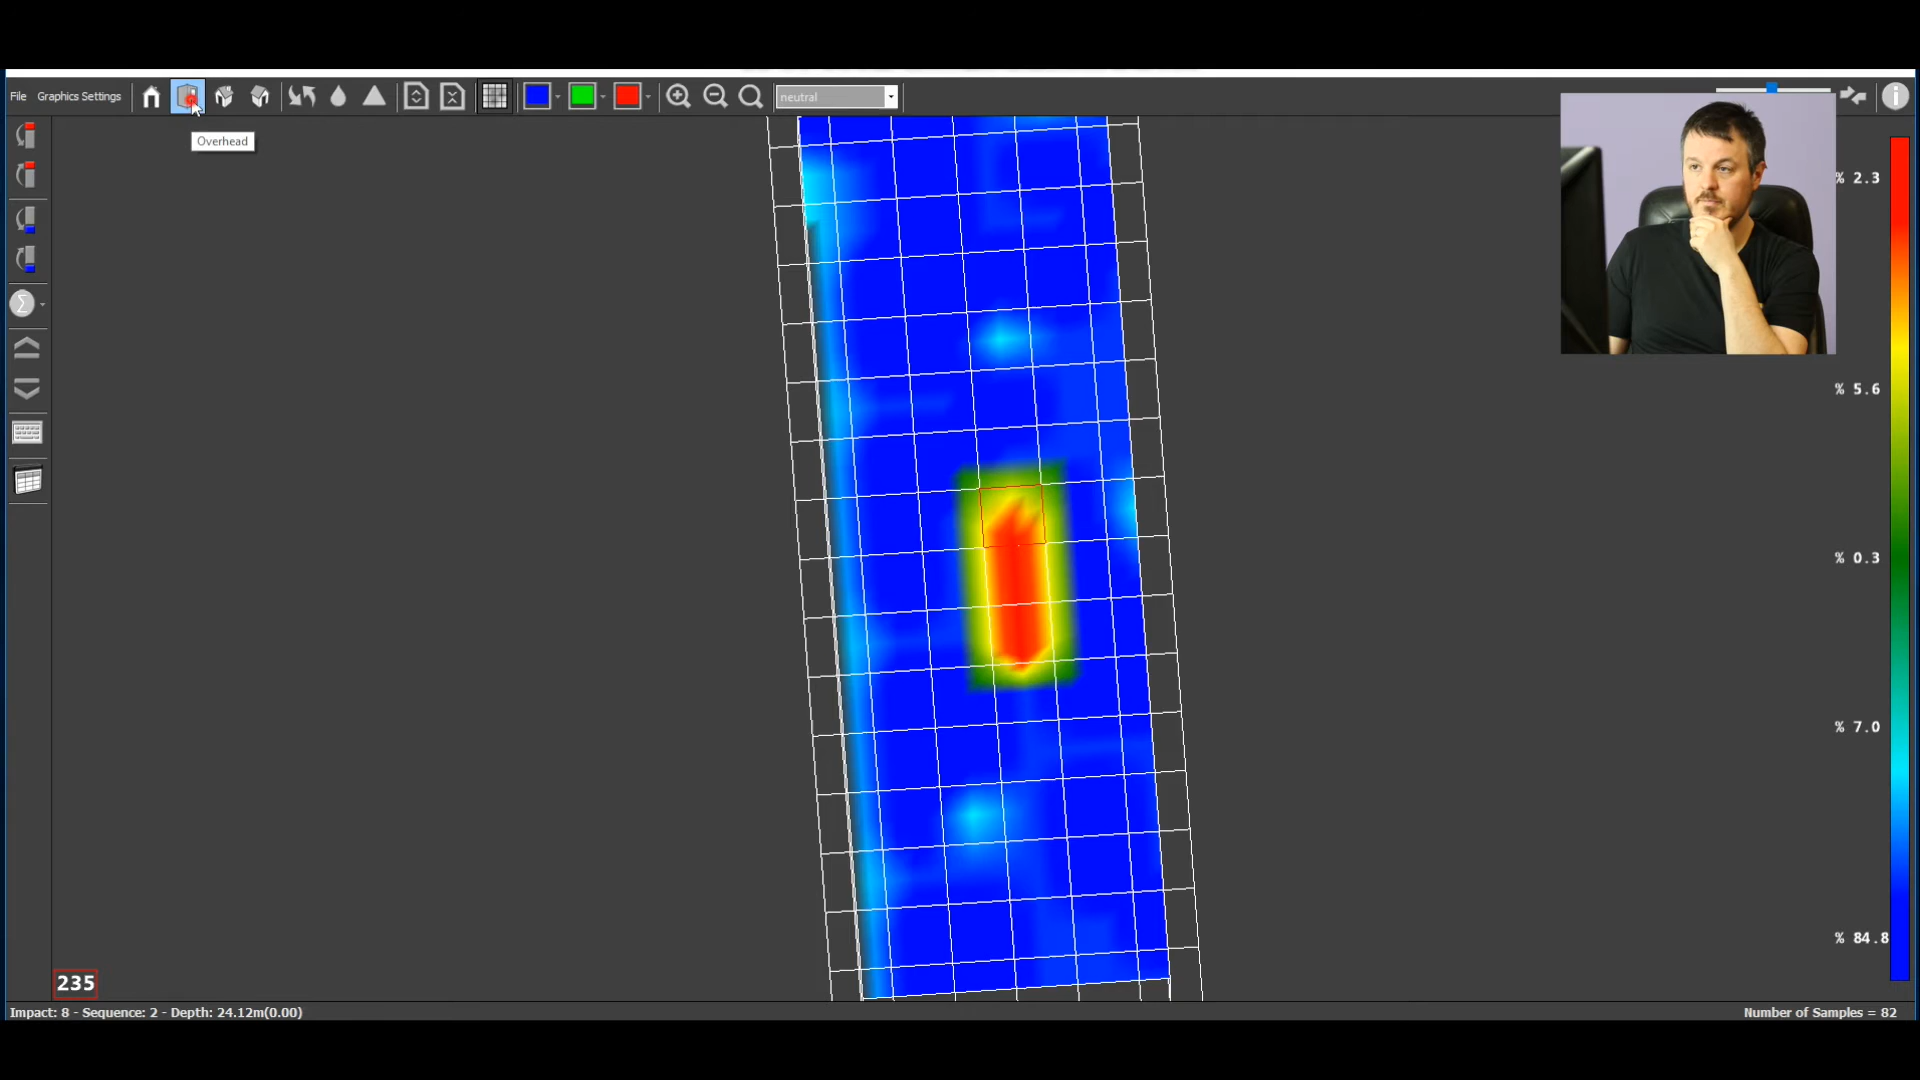 File Graphics Settings
neutral
Overhead
% 2.3
% 5.6
% 0.3
% 7.0
% 84.8
235
Impact: 8 - Sequence: 2 - Depth: 24.12m(0.00)
Number of Samples = 82